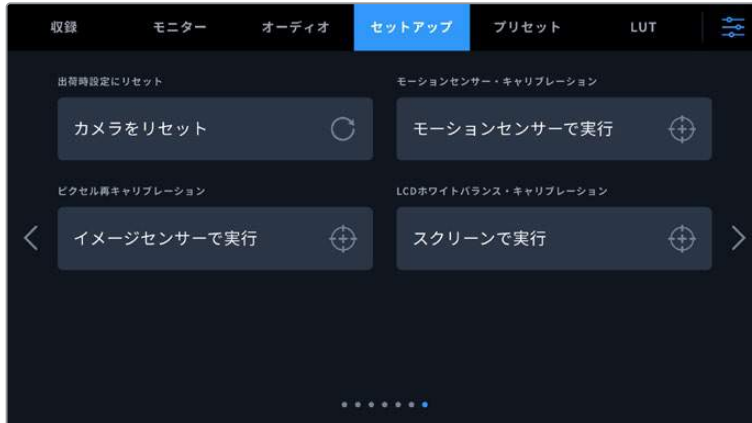 収録 モニター オーディオ セットアップ プリセット LUT
出荷時設定にリセット モーションセンサー・キャリブレーション
カメラをリセット モーションセンサーで実行
ピクセル再キャリブレーション LCDホワイトバランス・キャリブレーション
イメージセンサーで実行 スクリーンで実行